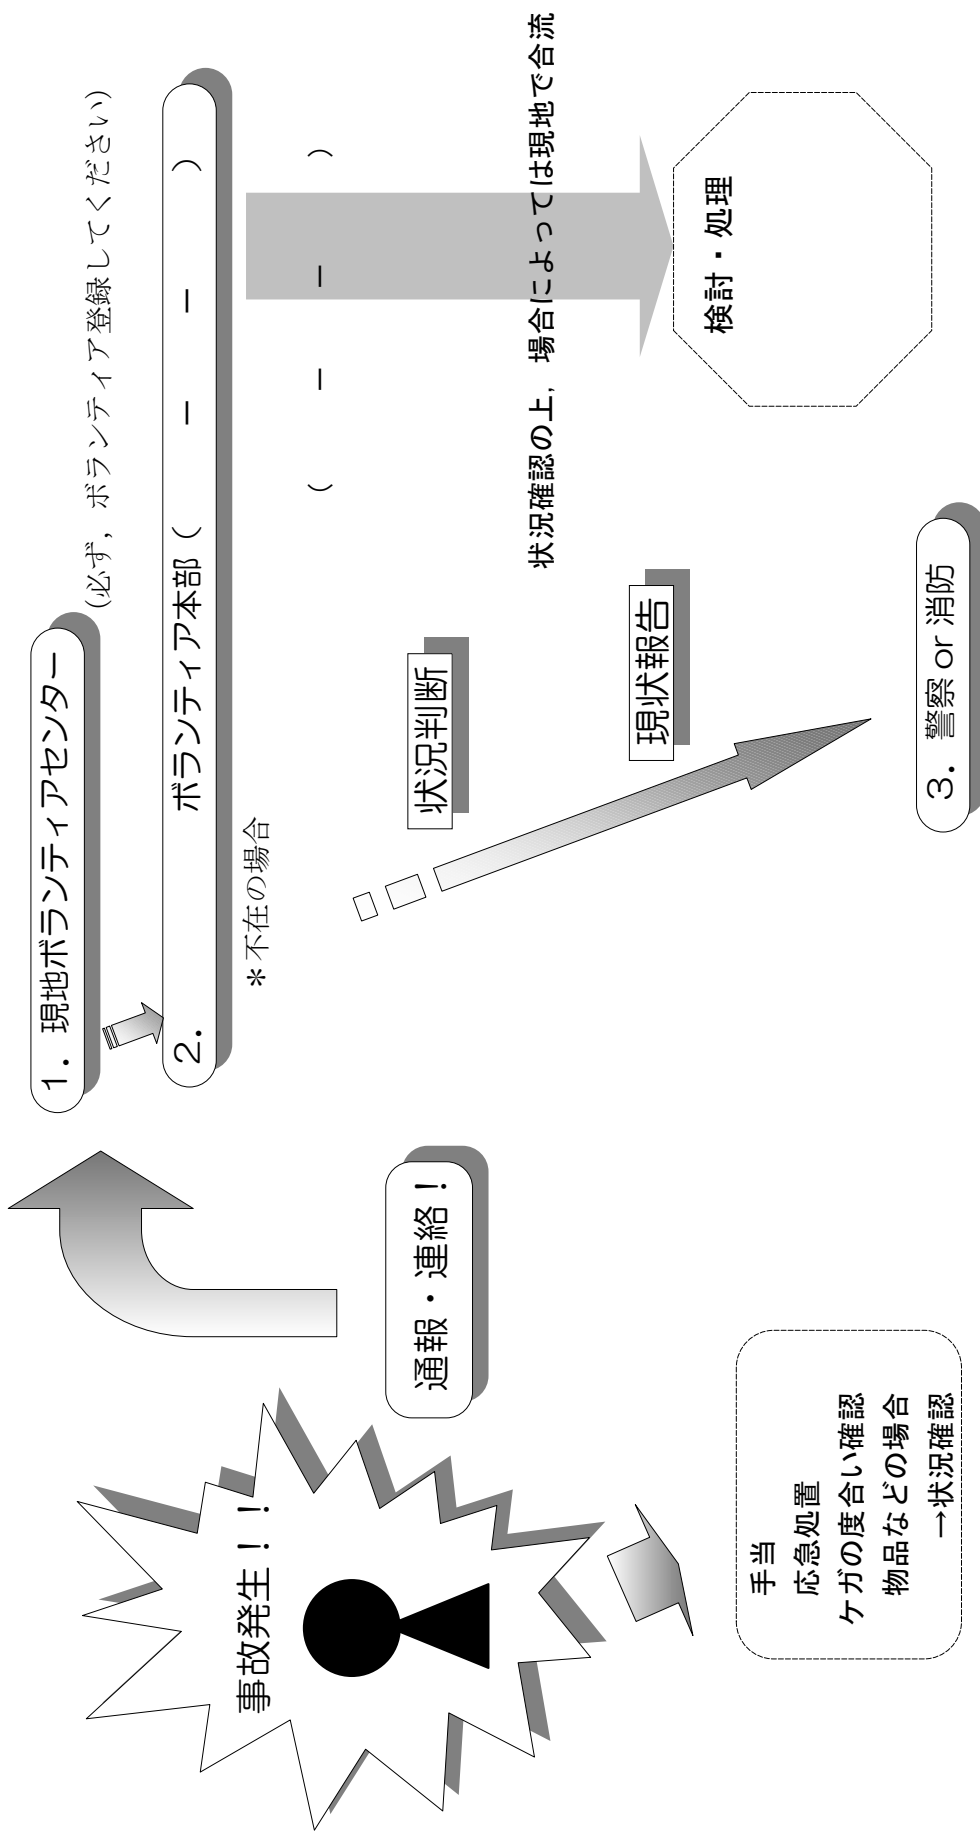 1．現地ボランティアセンター
(必ず，ボランティア登録してください)
2．　　ボランティア本部（　　－　　－　　）
＊不在の場合
（　　－　　－　　）
事故発生！！
通報・連絡！
状況判断
現状報告
状況確認の上，場合によっては現地で合流
検討・処理
手当
応急処置
ケガの度合い確認
物品などの場合
→状況確認
3．警察 or 消防